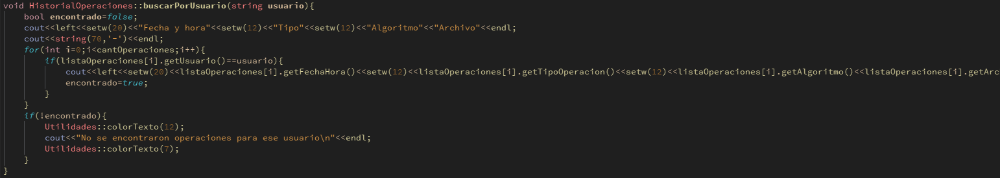 void HistorialOperaciones::buscarPorUsuario(string usuario){
    bool encontrado=false;
    cout<<left<<setw(20)<<"Fecha y hora"<<setw(12)<<"Tipo"<<setw(12)<<"Algoritmo"<<"Archivo"<<endl;
    cout<<string(70,'-')<<endl;
    for(int i=0;i<cantOperaciones;i++){
        if(listaOperaciones[i].getUsuario()==usuario){
            cout<<left<<setw(20)<<listaOperaciones[i].getFechaHora()<<setw(12)<<listaOperaciones[i].getTipoOperacion()<<setw(12)<<listaOperaciones[i].getAlgoritmo()<<listaOperaciones[i].getArc
            encontrado=true;
        }
    }
    if(!encontrado){
        Utilidades::colorTexto(12);
        cout<<"No se encontraron operaciones para ese usuario\n"<<endl;
        Utilidades::colorTexto(7);
    }
}